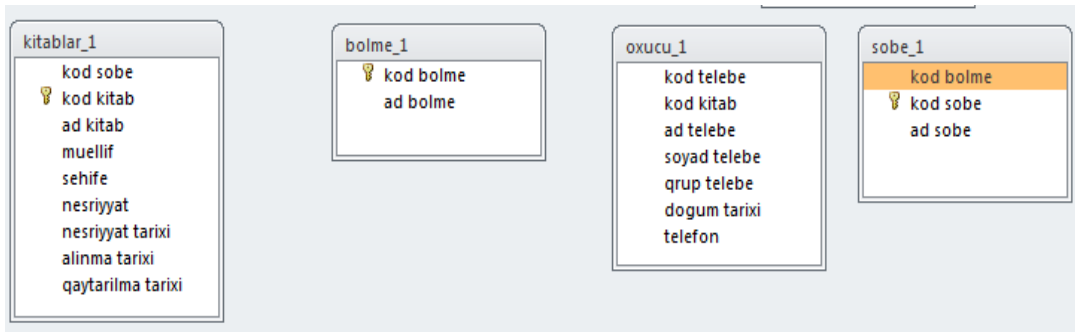 kitablar_1
kod sobe
kod kitab
ad kitab
muellif
sehife
nesriyyat
nesriyyat tarixi
alinma tarixi
qaytarilma tarixi
bolme_1
kod bolme
ad bolme
oxucu_1
kod telebe
kod kitab
ad telebe
soyad telebe
qrup telebe
dogum tarixi
telefon
sobe_1
kod bolme
kod sobe
ad sobe